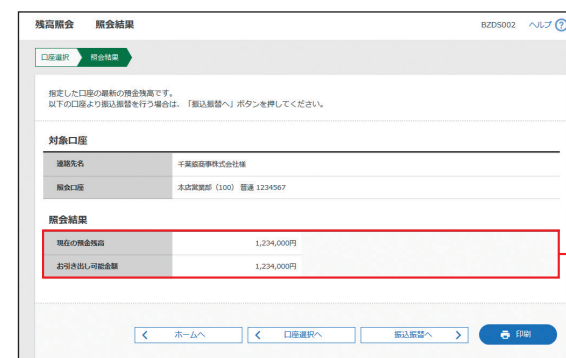 残高照会 照会結果 BZDS002 ヘルプ ?
口座選択 照会結果
指定した口座の最新の預金残高です。
以下の口座より振込振替を行う場合は、「振込振替へ」ボタンを押してください。
対象口座
連絡先名 千葉銀商事株式会社様
照会口座 本店営業部（100） 普通 1234567
照会結果
現在の預金残高 1,234,000円
お引き出し可能金額 1,234,000円
ホームへ 口座選択へ 振込振替へ 印刷